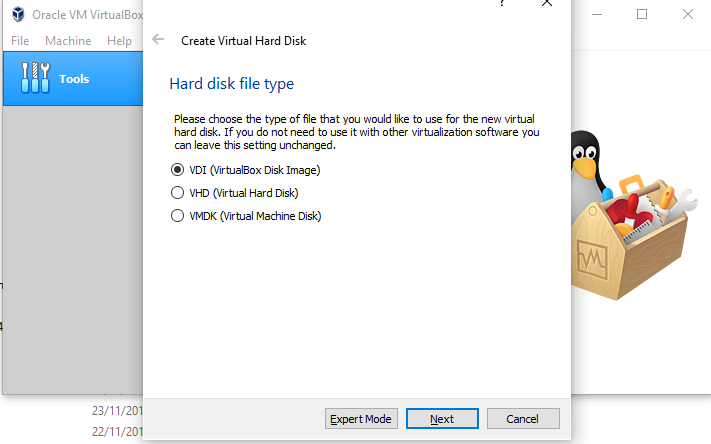 Oracle VM VirtualBox
?
File Machine Help
Create Virtual Hard Disk
Tools
Hard disk file type
Please choose the type of file that you would like to use for the new virtual
hard disk. If you do not need to use it with other virtualization software you
can leave this setting unchanged.
VDI (VirtualBox Disk Image)
VHD (Virtual Hard Disk)
VMDK (Virtual Machine Disk)
23/11/201
22/11/201
Expert Mode Next Cancel